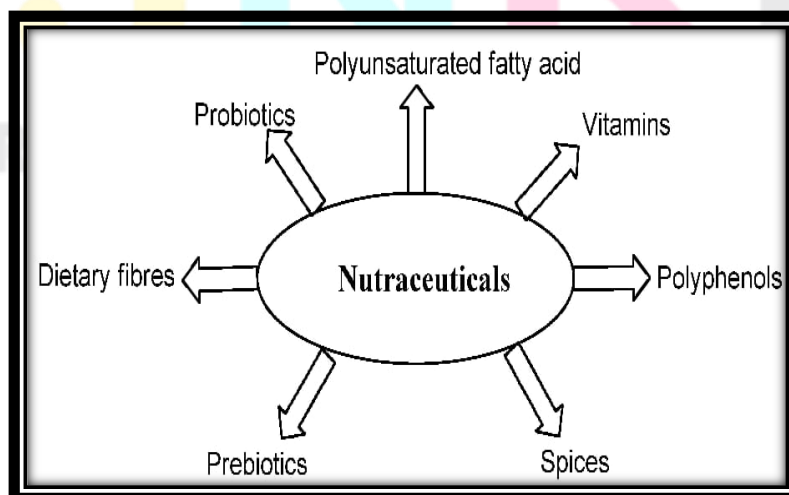 Polyunsaturated fatty acid
Probiotics
Vitamins
Dietary fibres
Nutraceuticals
Polyphenols
Prebiotics
Spices